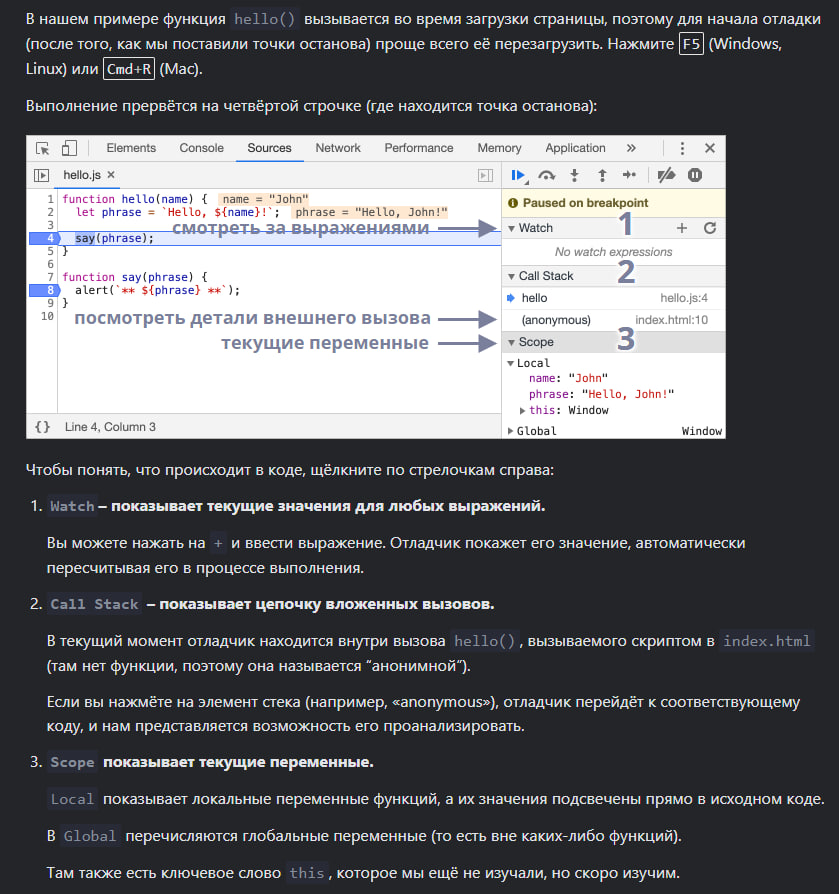 В нашем примере функция hello() вызывается во время загрузки страницы, поэтому для начала отладки
(после того, как мы поставили точки останова) проще всего её перезагрузить. Нажмите F5 (Windows,
Linux) или Cmd+R (Mac).
Выполнение прервётся на четвёртой строчке (где находится точка останова):
Elements Console Sources Network Performance Memory Application »
hello.js ×
1 function hello(name) { name = "John"
2 let phrase = `Hello, ${name}!`; phrase = "Hello, John!"
3
4 say(phrase);
5 }
6
7 function say(phrase) {
8 alert(`** ${phrase} **`);
9 }
10
смотреть за выражениями
посмотреть детали внешнего вызова
текущие переменные
{} Line 4, Column 3
Paused on breakpoint
Watch 1
No watch expressions
Call Stack 2
hello hello.js:4
(anonymous) index.html:10
Scope 3
Local
name: "John"
phrase: "Hello, John!"
this: Window
Global Window
Чтобы понять, что происходит в коде, щёлкните по стрелочкам справа:
1. Watch – показывает текущие значения для любых выражений.
Вы можете нажать на + и ввести выражение. Отладчик покажет его значение, автоматически
пересчитывая его в процессе выполнения.
2. Call Stack – показывает цепочку вложенных вызовов.
В текущий момент отладчик находится внутри вызова hello(), вызываемого скриптом в index.html
(там нет функции, поэтому она называется “анонимной”).
Если вы нажмёте на элемент стека (например, «anonymous»), отладчик перейдёт к соответствующему
коду, и нам представляется возможность его проанализировать.
3. Scope показывает текущие переменные.
Local показывает локальные переменные функций, а их значения подсвечены прямо в исходном коде.
В Global перечисляются глобальные переменные (то есть вне каких-либо функций).
Там также есть ключевое слово this, которое мы ещё не изучали, но скоро изучим.